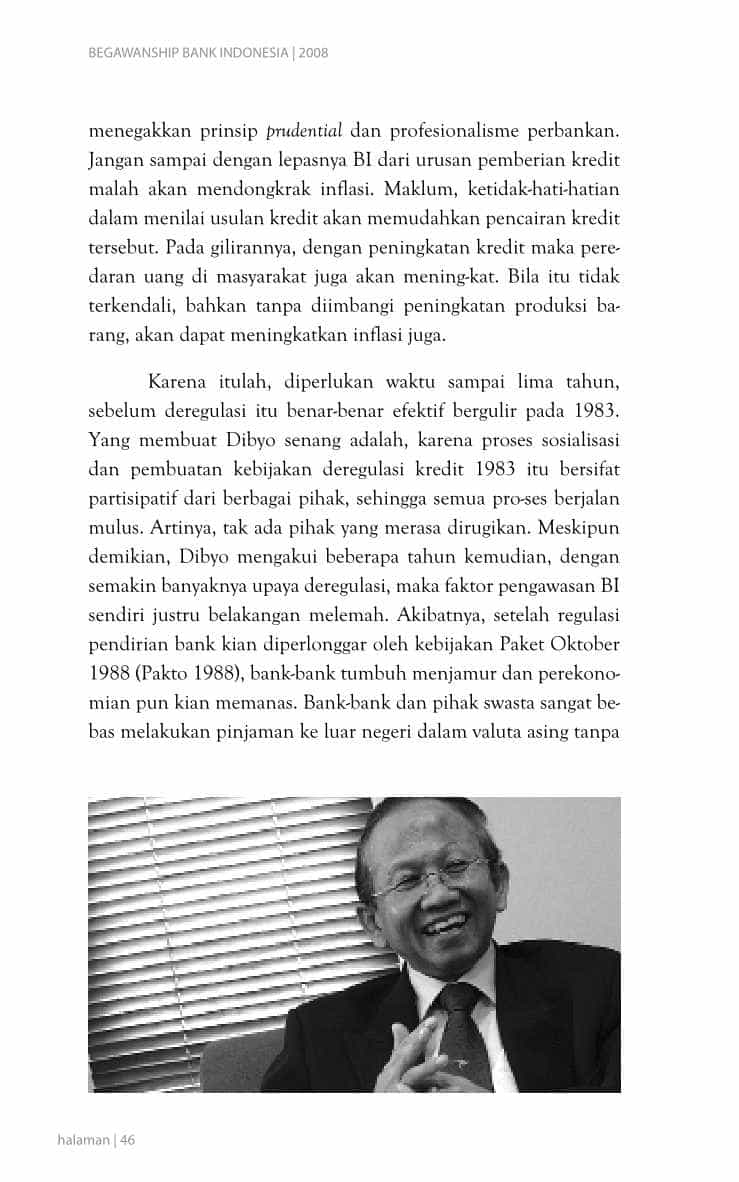 BEGAWANSHIP BANK INDONESIA | 2008
menegakkan prinsip prudential dan profesionalisme perbankan.
Jangan sampai dengan lepasnya BI dari urusan pemberian kredit
malah akan mendongkrak inflasi. Maklum, ketidak-hati-hatian
dalam menilai usulan kredit akan memudahkan pencairan kredit
tersebut. Pada gilirannya, dengan peningkatan kredit maka pere-
daran uang di masyarakat juga akan mening-kat. Bila itu tidak
terkendali, bahkan tanpa diimbangi peningkatan produksi ba-
rang, akan dapat meningkatkan inflasi juga.
Karena itulah, diperlukan waktu sampai lima tahun,
sebelum deregulasi itu benar-benar efektif bergulir pada 1983.
Yang membuat Dibyo senang adalah, karena proses sosialisasi
dan pembuatan kebijakan deregulasi kredit 1983 itu bersifat
partisipatif dari berbagai pihak, sehingga semua pro-ses berjalan
mulus. Artinya, tak ada pihak yang merasa dirugikan. Meskipun
demikian, Dibyo mengakui beberapa tahun kemudian, dengan
semakin banyaknya upaya deregulasi, maka faktor pengawasan BI
sendiri justru belakangan melemah. Akibatnya, setelah regulasi
pendirian bank kian diperlonggar oleh kebijakan Paket Oktober
1988 (Pakto 1988), bank-bank tumbuh menjamur dan perekono-
mian pun kian memanas. Bank-bank dan pihak swasta sangat be-
bas melakukan pinjaman ke luar negeri dalam valuta asing tanpa
halaman | 46